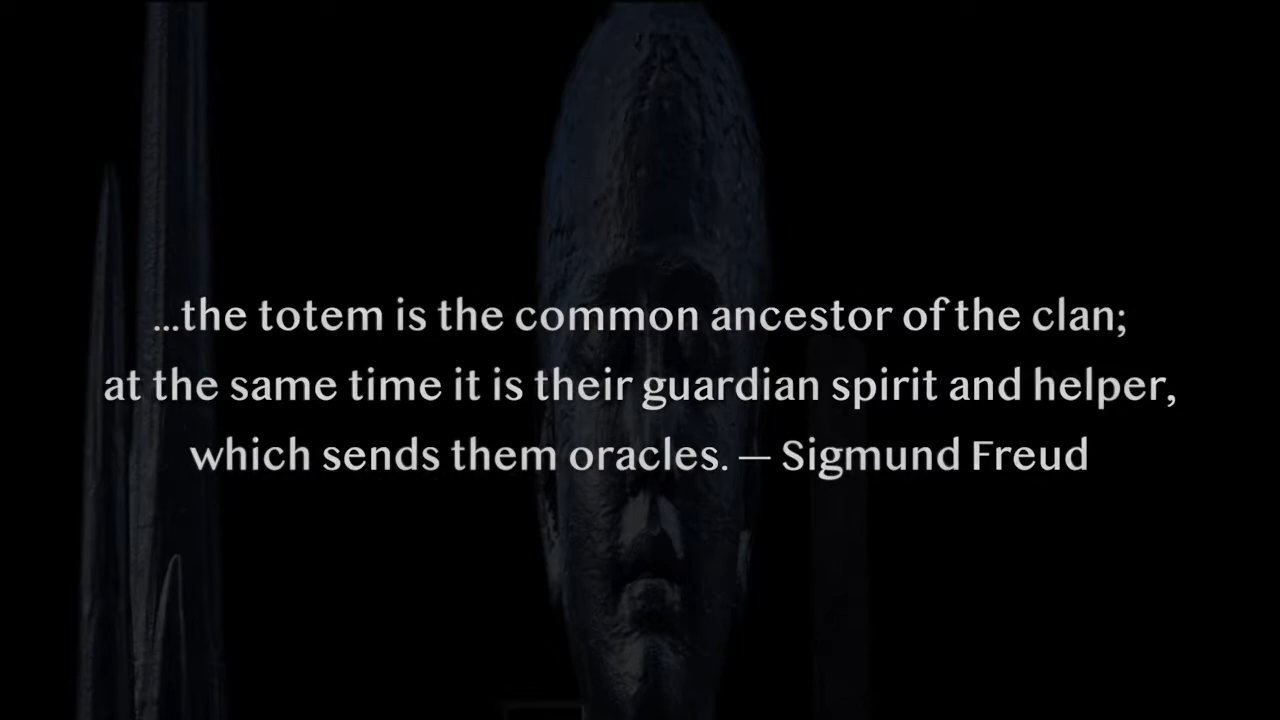 ...the totem is the common ancestor of the clan;
at the same time it is their guardian spirit and helper,
which sends them oracles. — Sigmund Freud